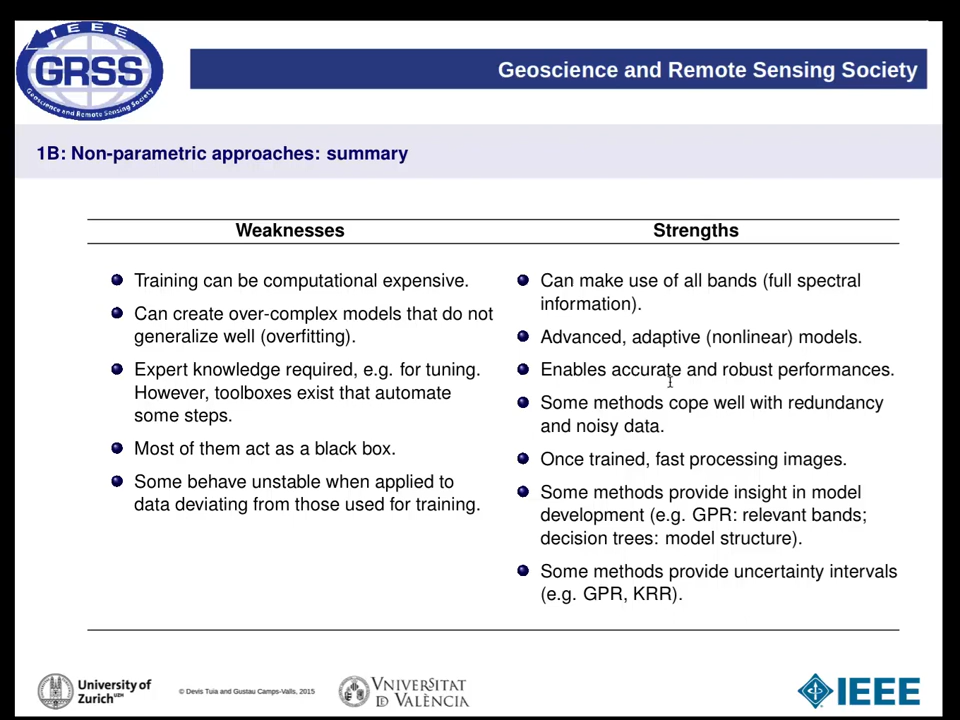 IEEE
GRSS
Geoscience and Remote Sensing Society
Geoscience and Remote Sensing Society
1B: Non-parametric approaches: summary
Weaknesses
Training can be computational expensive.
Can create over-complex models that do not
generalize well (overfitting).
Expert knowledge required, e.g. for tuning.
However, toolboxes exist that automate
some steps.
Most of them act as a black box.
Some behave unstable when applied to
data deviating from those used for training.
Strengths
Can make use of all bands (full spectral
information).
Advanced, adaptive (nonlinear) models.
Enables accurate and robust performances.
Some methods cope well with redundancy
and noisy data.
Once trained, fast processing images.
Some methods provide insight in model
development (e.g. GPR: relevant bands;
decision trees: model structure).
Some methods provide uncertainty intervals
(e.g. GPR, KRR).
University of
Zurich UZH
© Devis Tuia and Gustau Camps-Valls, 2015
VNIVERSITAT
D VALÈNCIA
IEEE